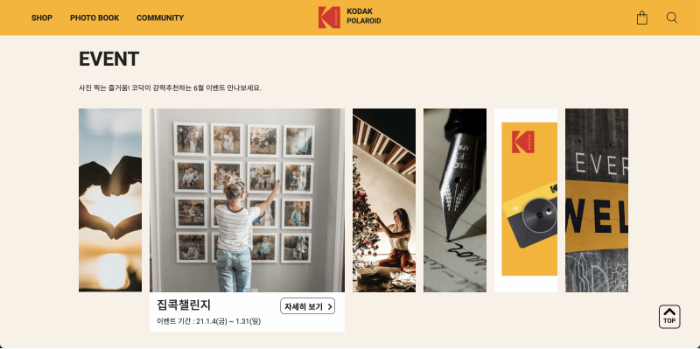 SHOP
PHOTO BOOK
COMMUNITY
KODAK
POLAROID
EVENT
사진 찍는 즐거움! 코닥이 강력추천하는 6월 이벤트 만나보세요.
2001
EVER
WEL
집콕챌린지
자세히 보기 >
이벤트 기간 : 21.1.4(금) ~ 1.31(일)
TOP